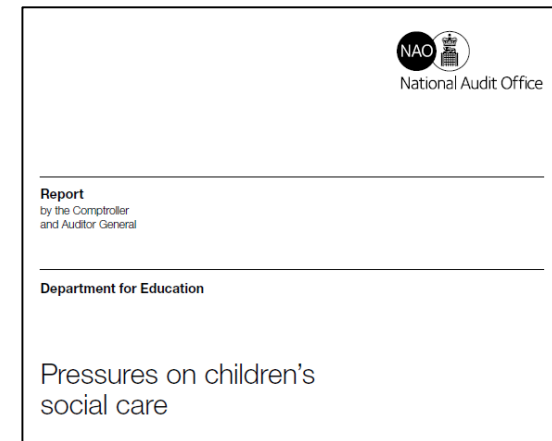 NAO
National Audit Office
Report
by the Comptroller
and Auditor General
Department for Education
Pressures on children's
social care